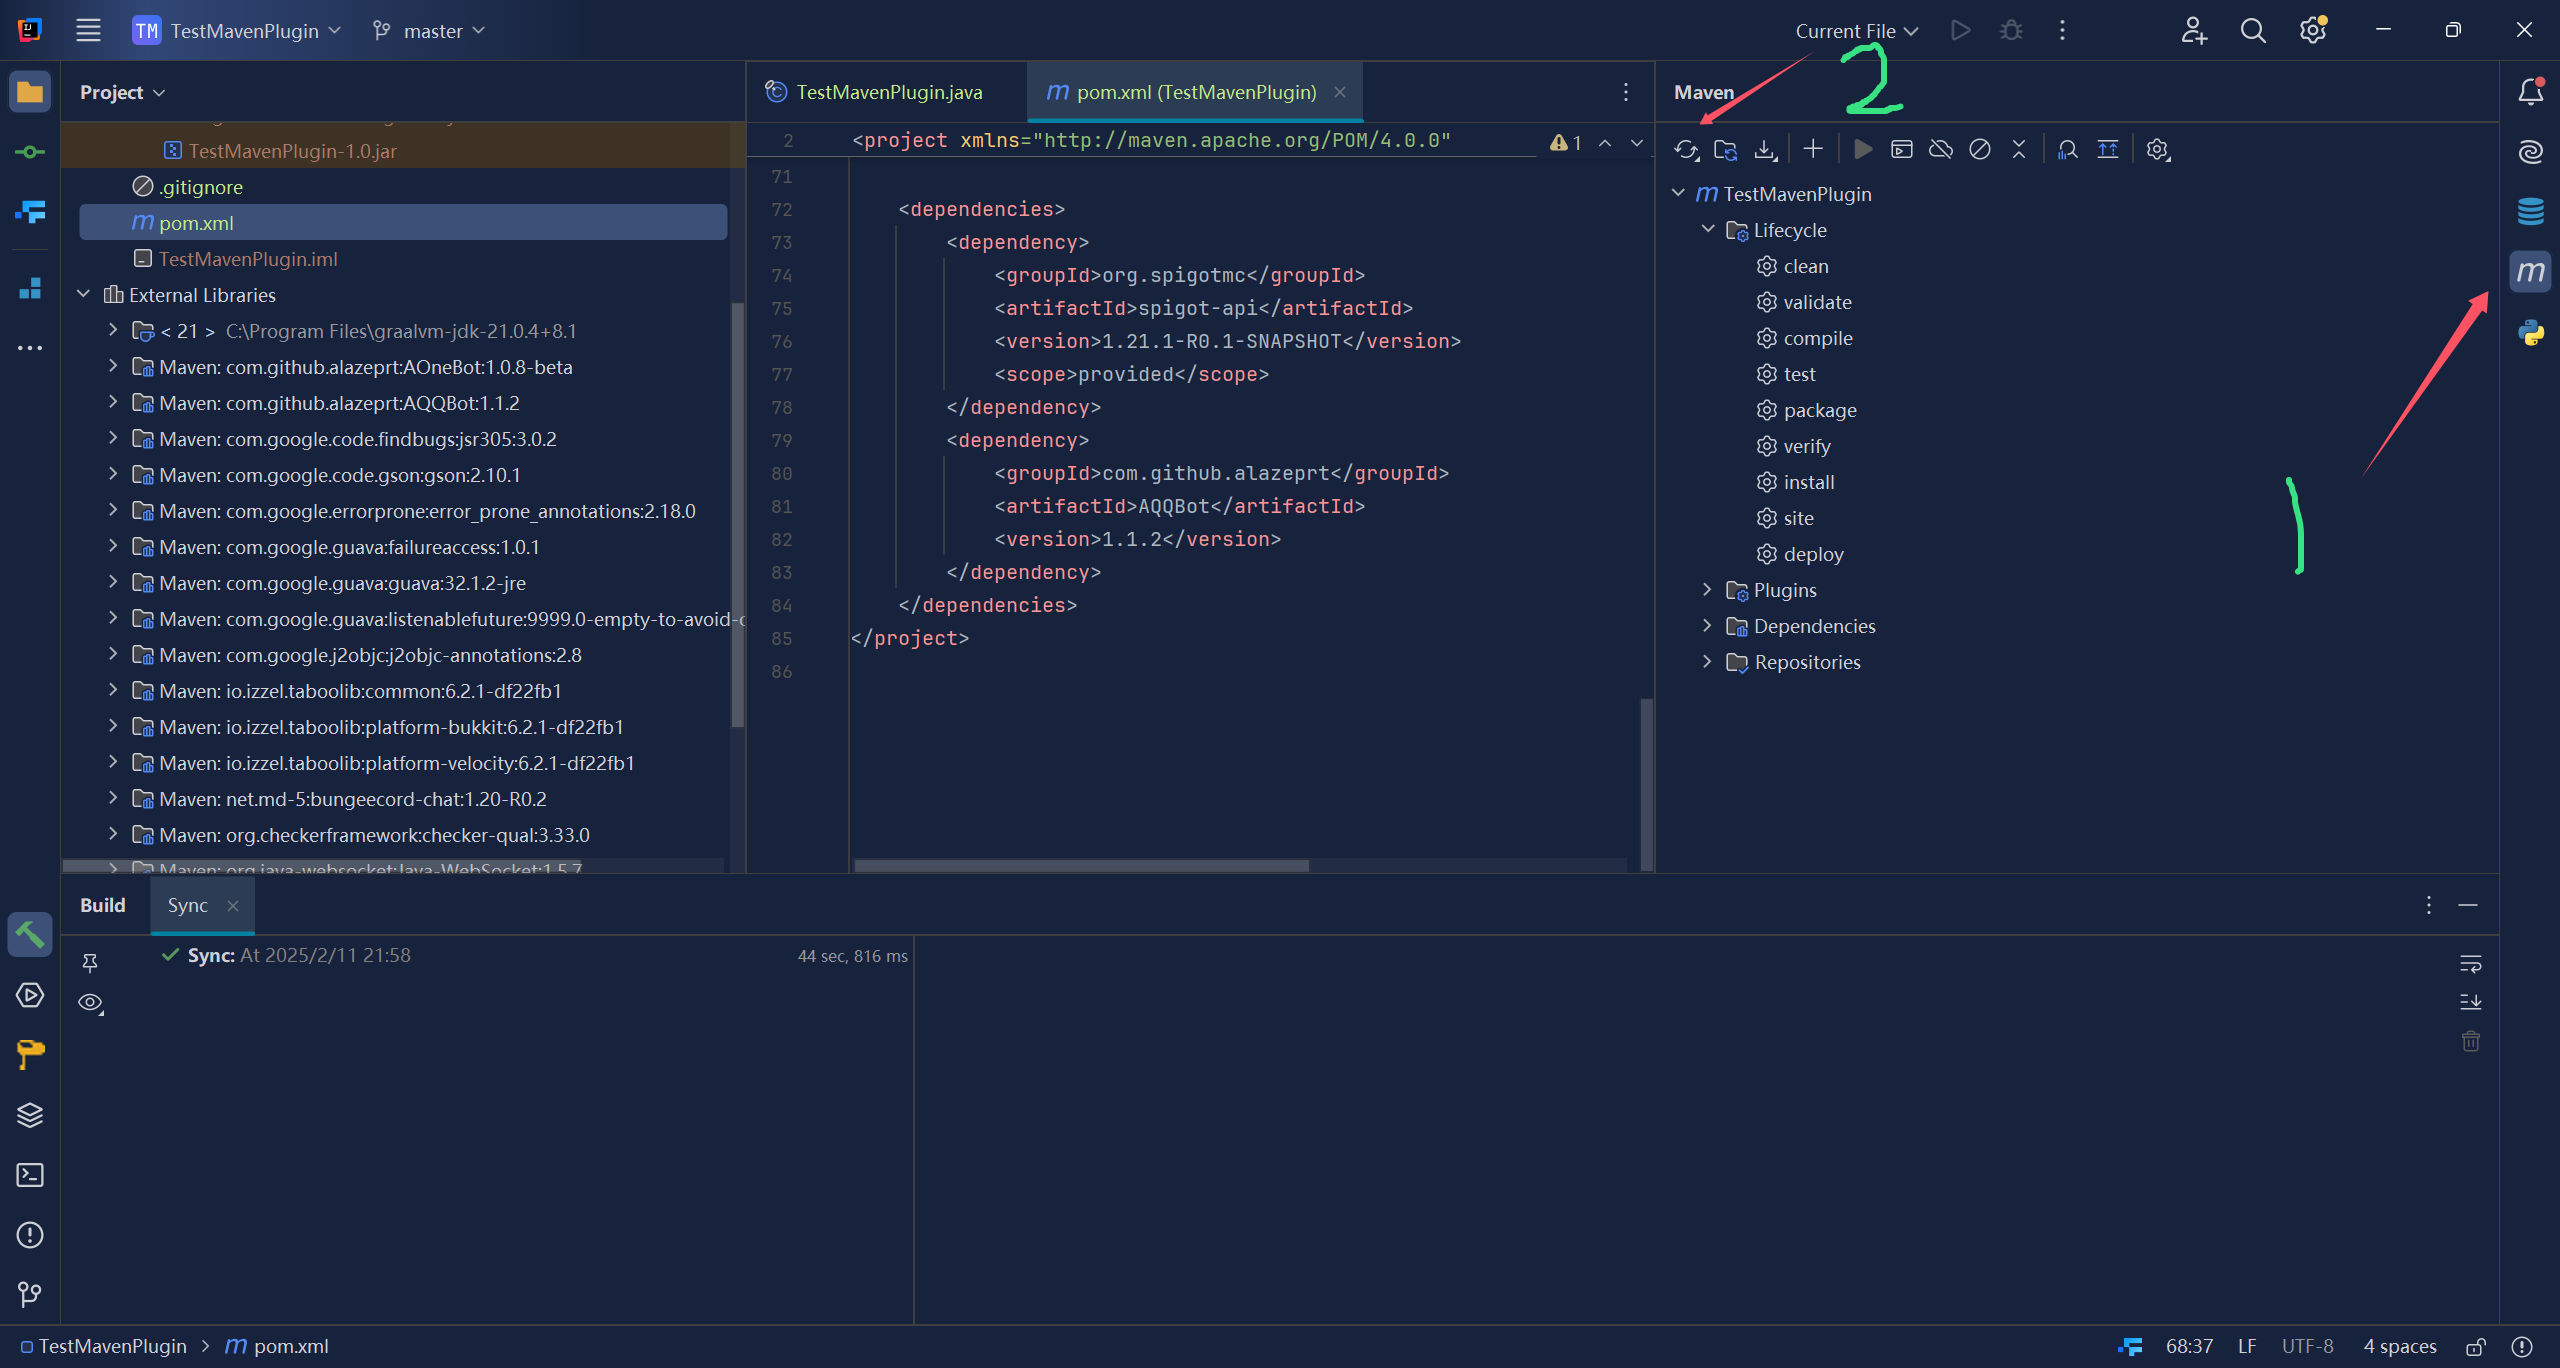 TM TestMavenPlugin master
Current File
2
Project
TestMavenPlugin-1.0.jar
.gitignore
pom.xml
TestMavenPlugin.iml
External Libraries
< 21 > C:\Program Files\graalvm-jdk-21.0.4+8.1
Maven: com.github.alazeprt:AOneBot:1.0.8-beta
Maven: com.github.alazeprt:AQQBot:1.1.2
Maven: com.google.code.findbugs:jsr305:3.0.2
Maven: com.google.code.gson:gson:2.10.1
Maven: com.google.errorprone:error_prone_annotations:2.18.0
Maven: com.google.guava:failureaccess:1.0.1
Maven: com.google.guava:guava:32.1.2-jre
Maven: com.google.guava:listenablefuture:9999.0-empty-to-avoid-c
Maven: com.google.j2objc:j2objc-annotations:2.8
Maven: io.izzel.taboolib:common:6.2.1-df22fb1
Maven: io.izzel.taboolib:platform-bukkit:6.2.1-df22fb1
Maven: io.izzel.taboolib:platform-velocity:6.2.1-df22fb1
Maven: net.md-5:bungeecord-chat:1.20-R0.2
Maven: org.checkerframework:checker-qual:3.33.0
Maven: org.java-websocket:Java-WebSocket:1.5.7
TestMavenPlugin.java
m pom.xml (TestMavenPlugin)
2 <project xmlns="http://maven.apache.org/POM/4.0.0" 1
71
72 <dependencies>
73 <dependency>
74 <groupId>org.spigotmc</groupId>
75 <artifactId>spigot-api</artifactId>
76 <version>1.21.1-R0.1-SNAPSHOT</version>
77 <scope>provided</scope>
78 </dependency>
79 <dependency>
80 <groupId>com.github.alazeprt</groupId>
81 <artifactId>AQQBot</artifactId>
82 <version>1.1.2</version>
83 </dependency>
84 </dependencies>
85 </project>
86
Maven
m TestMavenPlugin
Lifecycle
clean
validate
compile
test
package
verify
install
site
deploy
Plugins
Dependencies
Repositories
m
1
Build Sync
Sync: At 2025/2/11 21:58 44 sec, 816 ms
TestMavenPlugin > m pom.xml
68:37 LF UTF-8 4 spaces